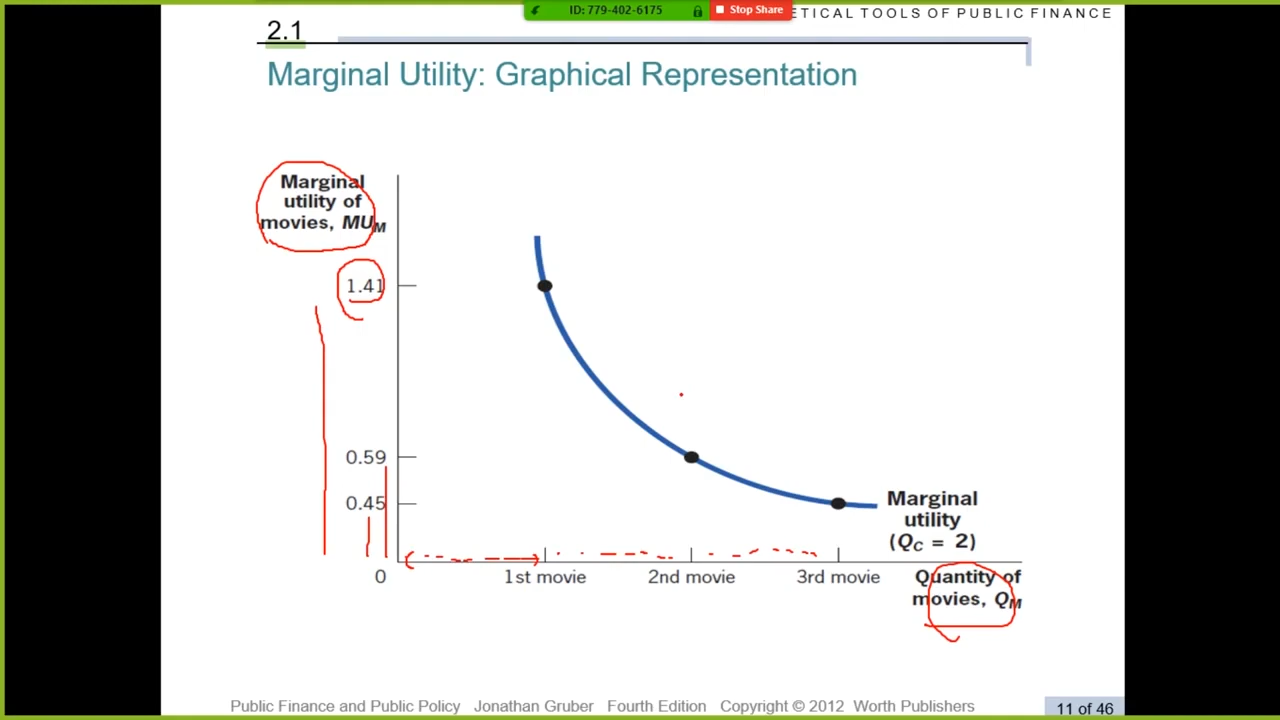 ID: 779-402-6175
Stop Share
ETICAL TOOLS OF PUBLIC FINANCE
2.1
Marginal Utility: Graphical Representation
Marginal
utility of
movies, MUM
1.41
0.59
0.45
0
1st movie
2nd movie
3rd movie
Marginal
utility
(QC = 2)
Quantity of
movies, QM
Public Finance and Public Policy Jonathan Gruber Fourth Edition Copyright © 2012 Worth Publishers
11 of 46